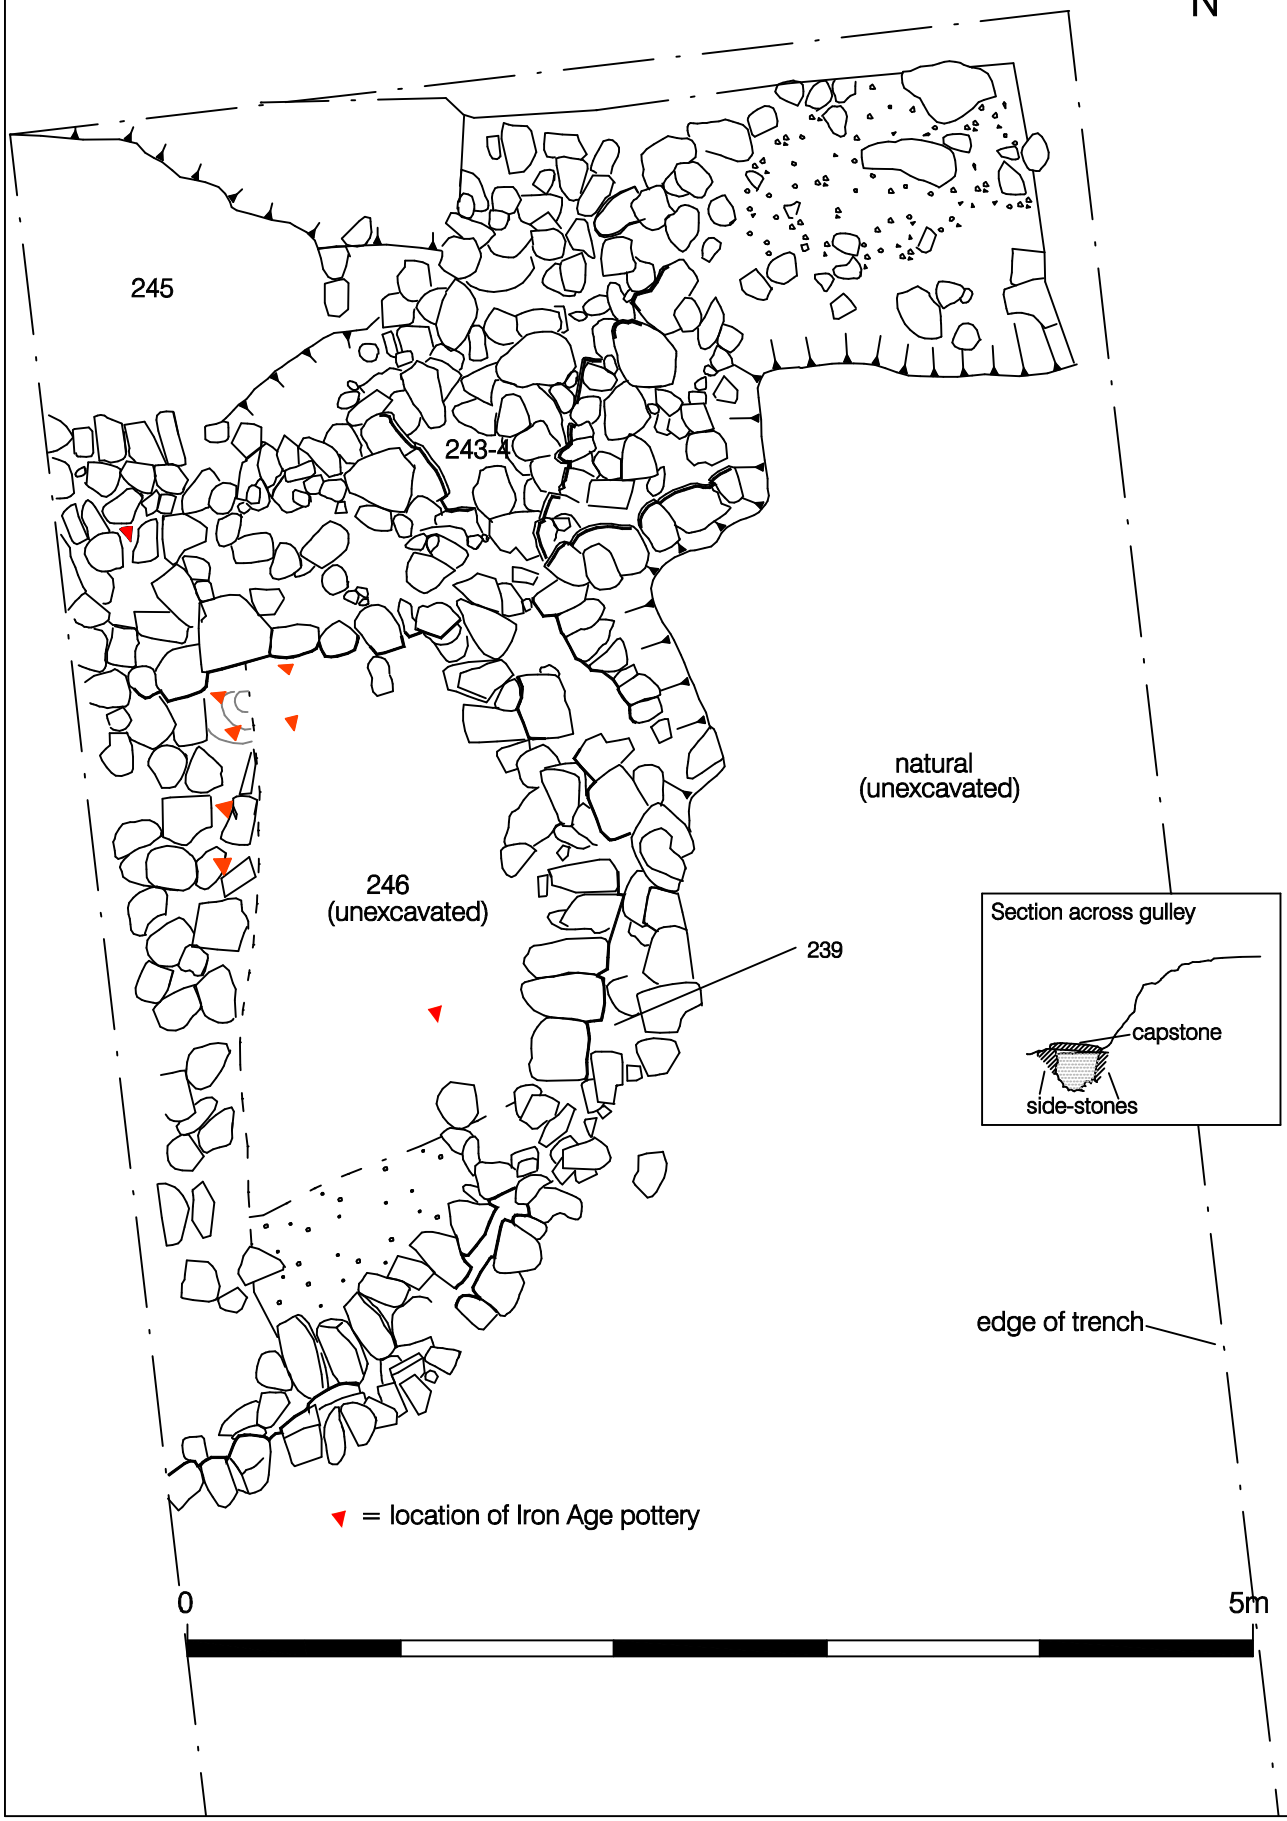 N
245
243-4
natural
(unexcavated)
246
(unexcavated)
239
Section across gulley
capstone
side-stones
edge of trench
= location of Iron Age pottery
0
5m